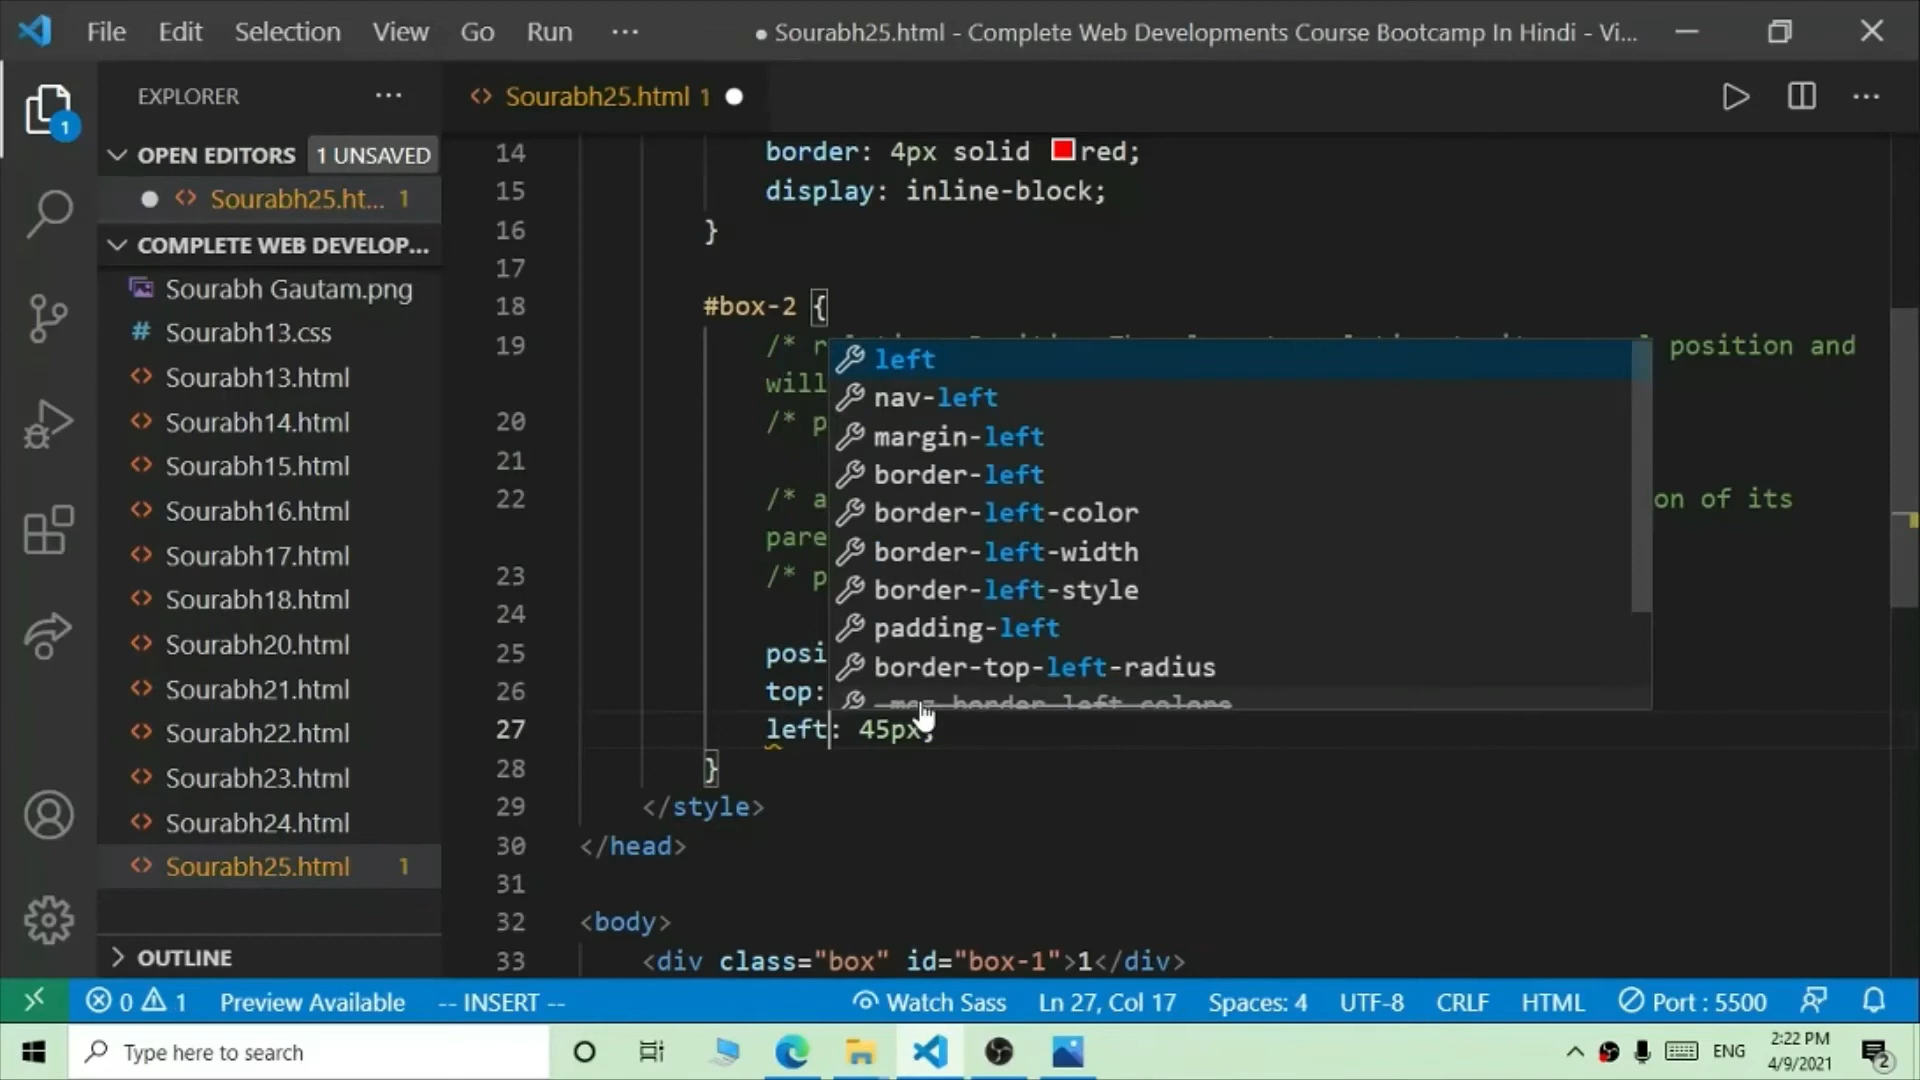 File Edit Selection View Go Run ··· ● Sourabh25.html - Complete Web Developments Course Bootcamp In Hindi - Vi...
EXPLORER ···
<> Sourabh25.html 1 ●
OPEN EDITORS 1 UNSAVED
● <> Sourabh25.ht... 1
COMPLETE WEB DEVELOP...
Sourabh Gautam.png
# Sourabh13.css
<> Sourabh13.html
<> Sourabh14.html
<> Sourabh15.html
<> Sourabh16.html
<> Sourabh17.html
<> Sourabh18.html
<> Sourabh20.html
<> Sourabh21.html
<> Sourabh22.html
<> Sourabh23.html
<> Sourabh24.html
<> Sourabh25.html 1
OUTLINE
1
14 border: 4px solid red;
15 display: inline-block;
16 }
17
18 #box-2 {
19 /* position and
will
20 /* p
21
22 /* a on of its
pare
23 /* p
24
25 posi
26 top:
27 left: 45px;
28 }
29 </style>
30 </head>
31
32 <body>
33 <div class="box" id="box-1">1</div>
left
nav-left
margin-left
border-left
border-left-color
border-left-width
border-left-style
padding-left
border-top-left-radius
0 1 Preview Available -- INSERT -- Watch Sass Ln 27, Col 17 Spaces: 4 UTF-8 CRLF HTML Port : 5500
Type here to search
ENG 2:22 PM
4/9/2021
2